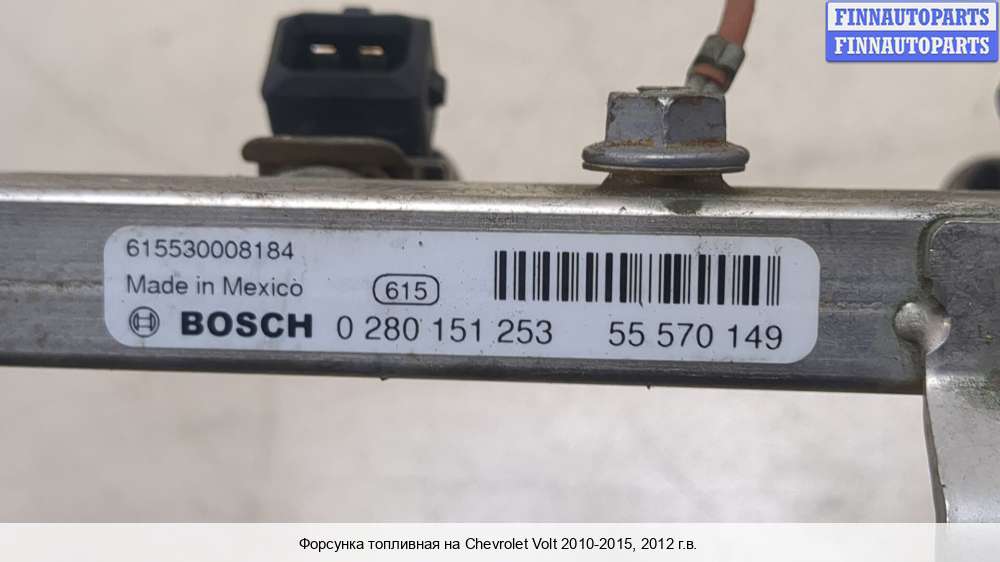 FINNAUTOPARTS
FINNAUTOPARTS
615530008184
Made in Mexico 615
BOSCH 0 280 151 253 55 570 149
Форсунка топливная на Chevrolet Volt 2010-2015, 2012 г.в.